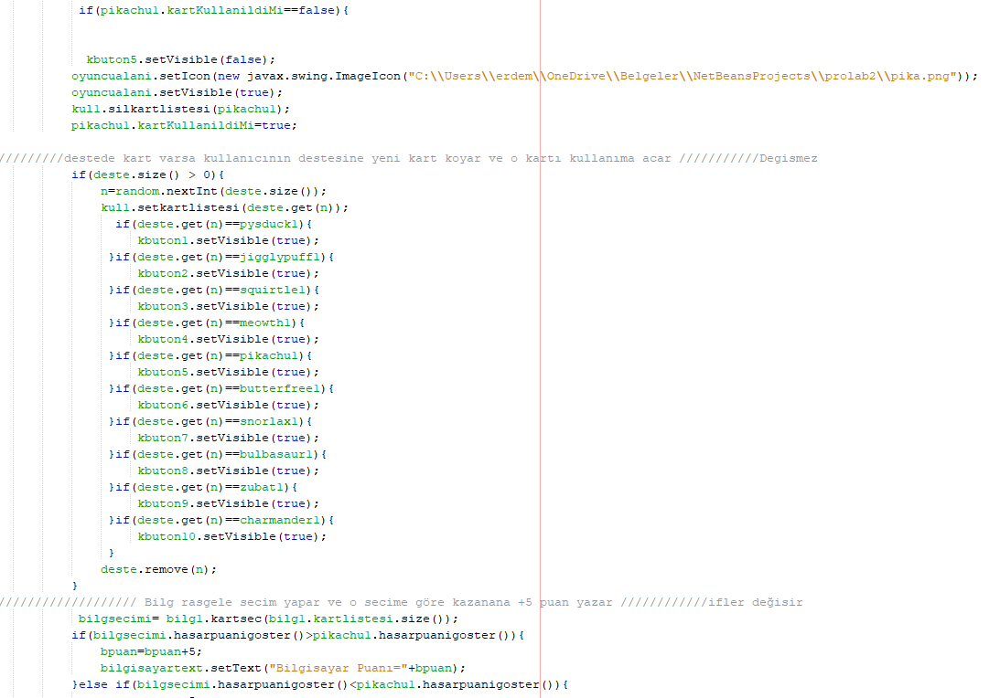 if(pikachu1.kartKullanildiMi==false){
kbuton5.setVisible(false);
oyuncualani.setIcon(new javax.swing.ImageIcon("C:\\Users\\erdem\\OneDrive\\Belgeler\\NetBeansProjects\\prolab2\\pika.png"));
oyuncualani.setVisible(true);
kull.silkartlistesi(pikachu1);
pikachu1.kartKullanildiMi=true;
/////////destede kart varsa kullanıcının destesine yeni kart koyar ve o kartı kullanıma acar ///////////Degismez
if(deste.size() > 0){
n=random.nextInt(deste.size());
kull.setkartlistesi(deste.get(n));
if(deste.get(n)==pysduck1){
kbuton1.setVisible(true);
}if(deste.get(n)==jigglypuff1){
kbuton2.setVisible(true);
}if(deste.get(n)==squirtle1){
kbuton3.setVisible(true);
}if(deste.get(n)==meowth1){
kbuton4.setVisible(true);
}if(deste.get(n)==pikachu1){
kbuton5.setVisible(true);
}if(deste.get(n)==butterfree1){
kbuton6.setVisible(true);
}if(deste.get(n)==snorlax1){
kbuton7.setVisible(true);
}if(deste.get(n)==bulbasaur1){
kbuton8.setVisible(true);
}if(deste.get(n)==zubat1){
kbuton9.setVisible(true);
}if(deste.get(n)==charmander1){
kbuton10.setVisible(true);
}
deste.remove(n);
}
/////////////////// Bilg rasgele secim yapar ve o secime göre kazanana +5 puan yazar ////////////ifler değisir
bilgsecimi= bilg1.kartsec(bilg1.kartlistesi.size());
if(bilgsecimi.hasarpuanigoster()>pikachu1.hasarpuanigoster()){
bpuan=bpuan+5;
bilgisayartext.setText("Bilgisayar Puanı="+bpuan);
}else if(bilgsecimi.hasarpuanigoster()<pikachu1.hasarpuanigoster()){